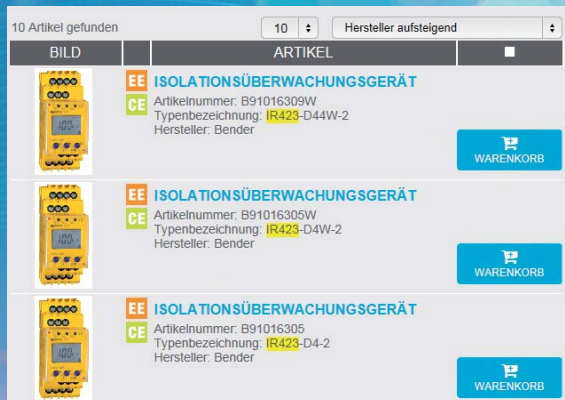 10 Artikel gefunden
10
Hersteller aufsteigend
BILD
ARTIKEL
EE
ISOLATIONSÜBERWACHUNGSGERÄT
CE
Artikelnummer: B91016309W
Typenbezeichnung: IR423-D44W-2
Hersteller: Bender
WARENKORB
EE
ISOLATIONSÜBERWACHUNGSGERÄT
CE
Artikelnummer: B91016305W
Typenbezeichnung: IR423-D4W-2
Hersteller: Bender
WARENKORB
EE
ISOLATIONSÜBERWACHUNGSGERÄT
CE
Artikelnummer: B91016305
Typenbezeichnung: IR423-D4-2
Hersteller: Bender
WARENKORB